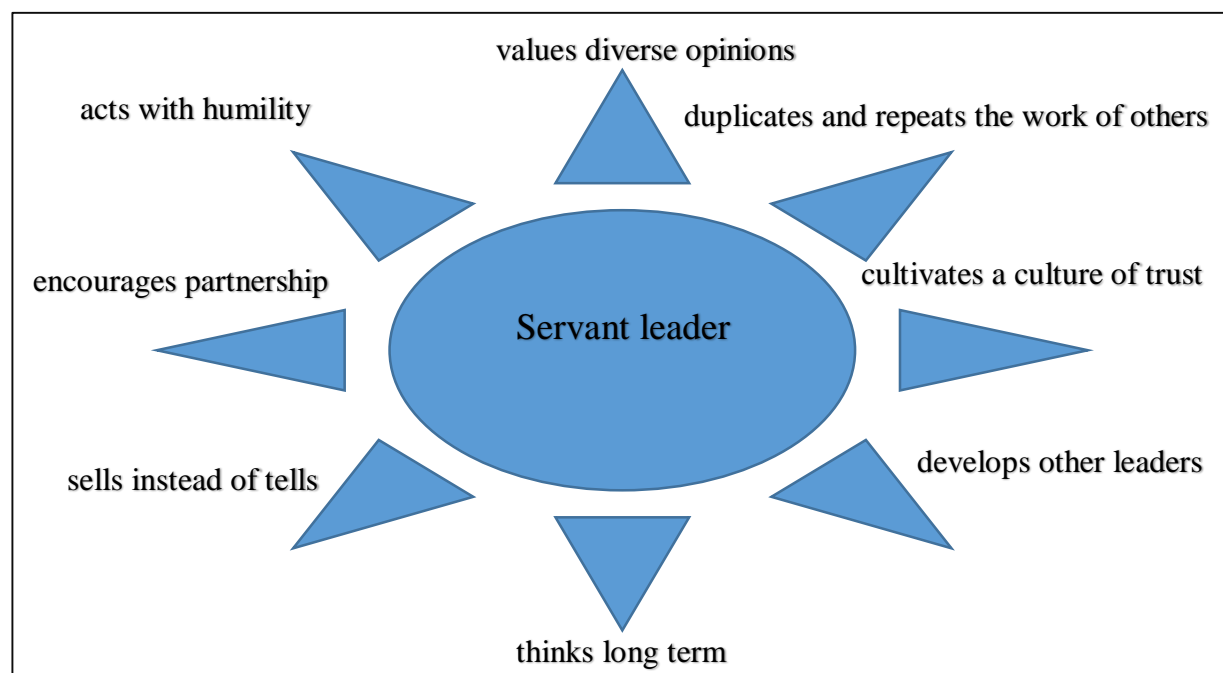 values diverse opinions
acts with humility
duplicates and repeats the work of others
encourages partnership
cultivates a culture of trust
Servant leader
sells instead of tells
develops other leaders
thinks long term